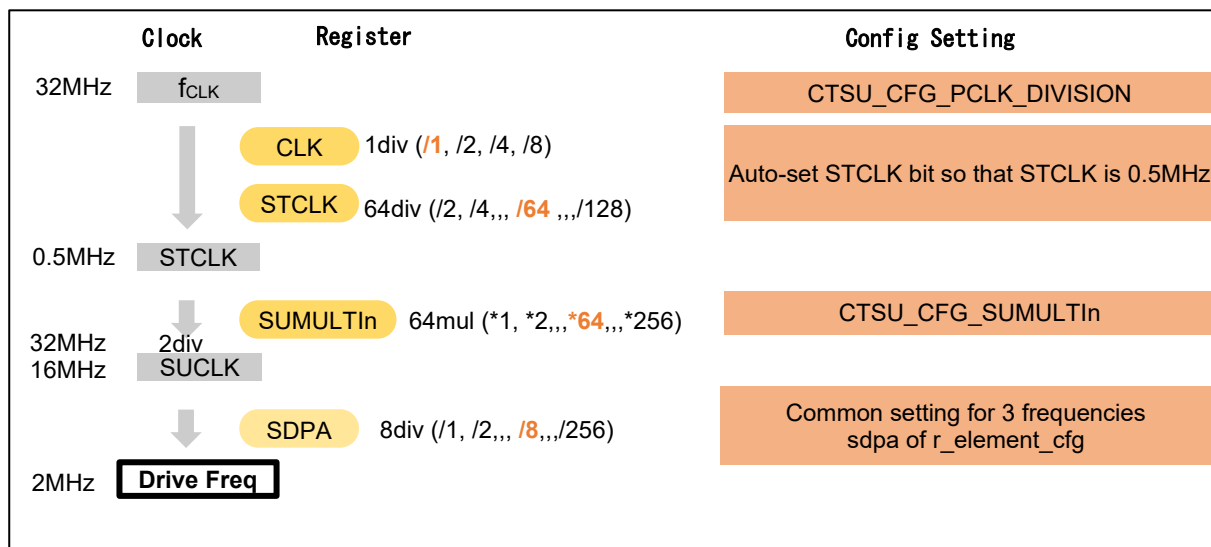 Clock Register Config Setting
32MHz fCLK CTSU_CFG_PCLK_DIVISION
CLK 1div (/1, /2, /4, /8)
Auto-set STCLK bit so that STCLK is 0.5MHz
STCLK 64div (/2, /4,,, /64 ,,,/128)
0.5MHz STCLK
SUMULTIn 64mul (*1, *2,,,*64,,,*256) CTSU_CFG_SUMULTIn
32MHz 2div
16MHz SUCLK
Common setting for 3 frequencies
SDPA 8div (/1, /2,,, /8,,,/256)
sdpa of r_element_cfg
2MHz Drive Freq